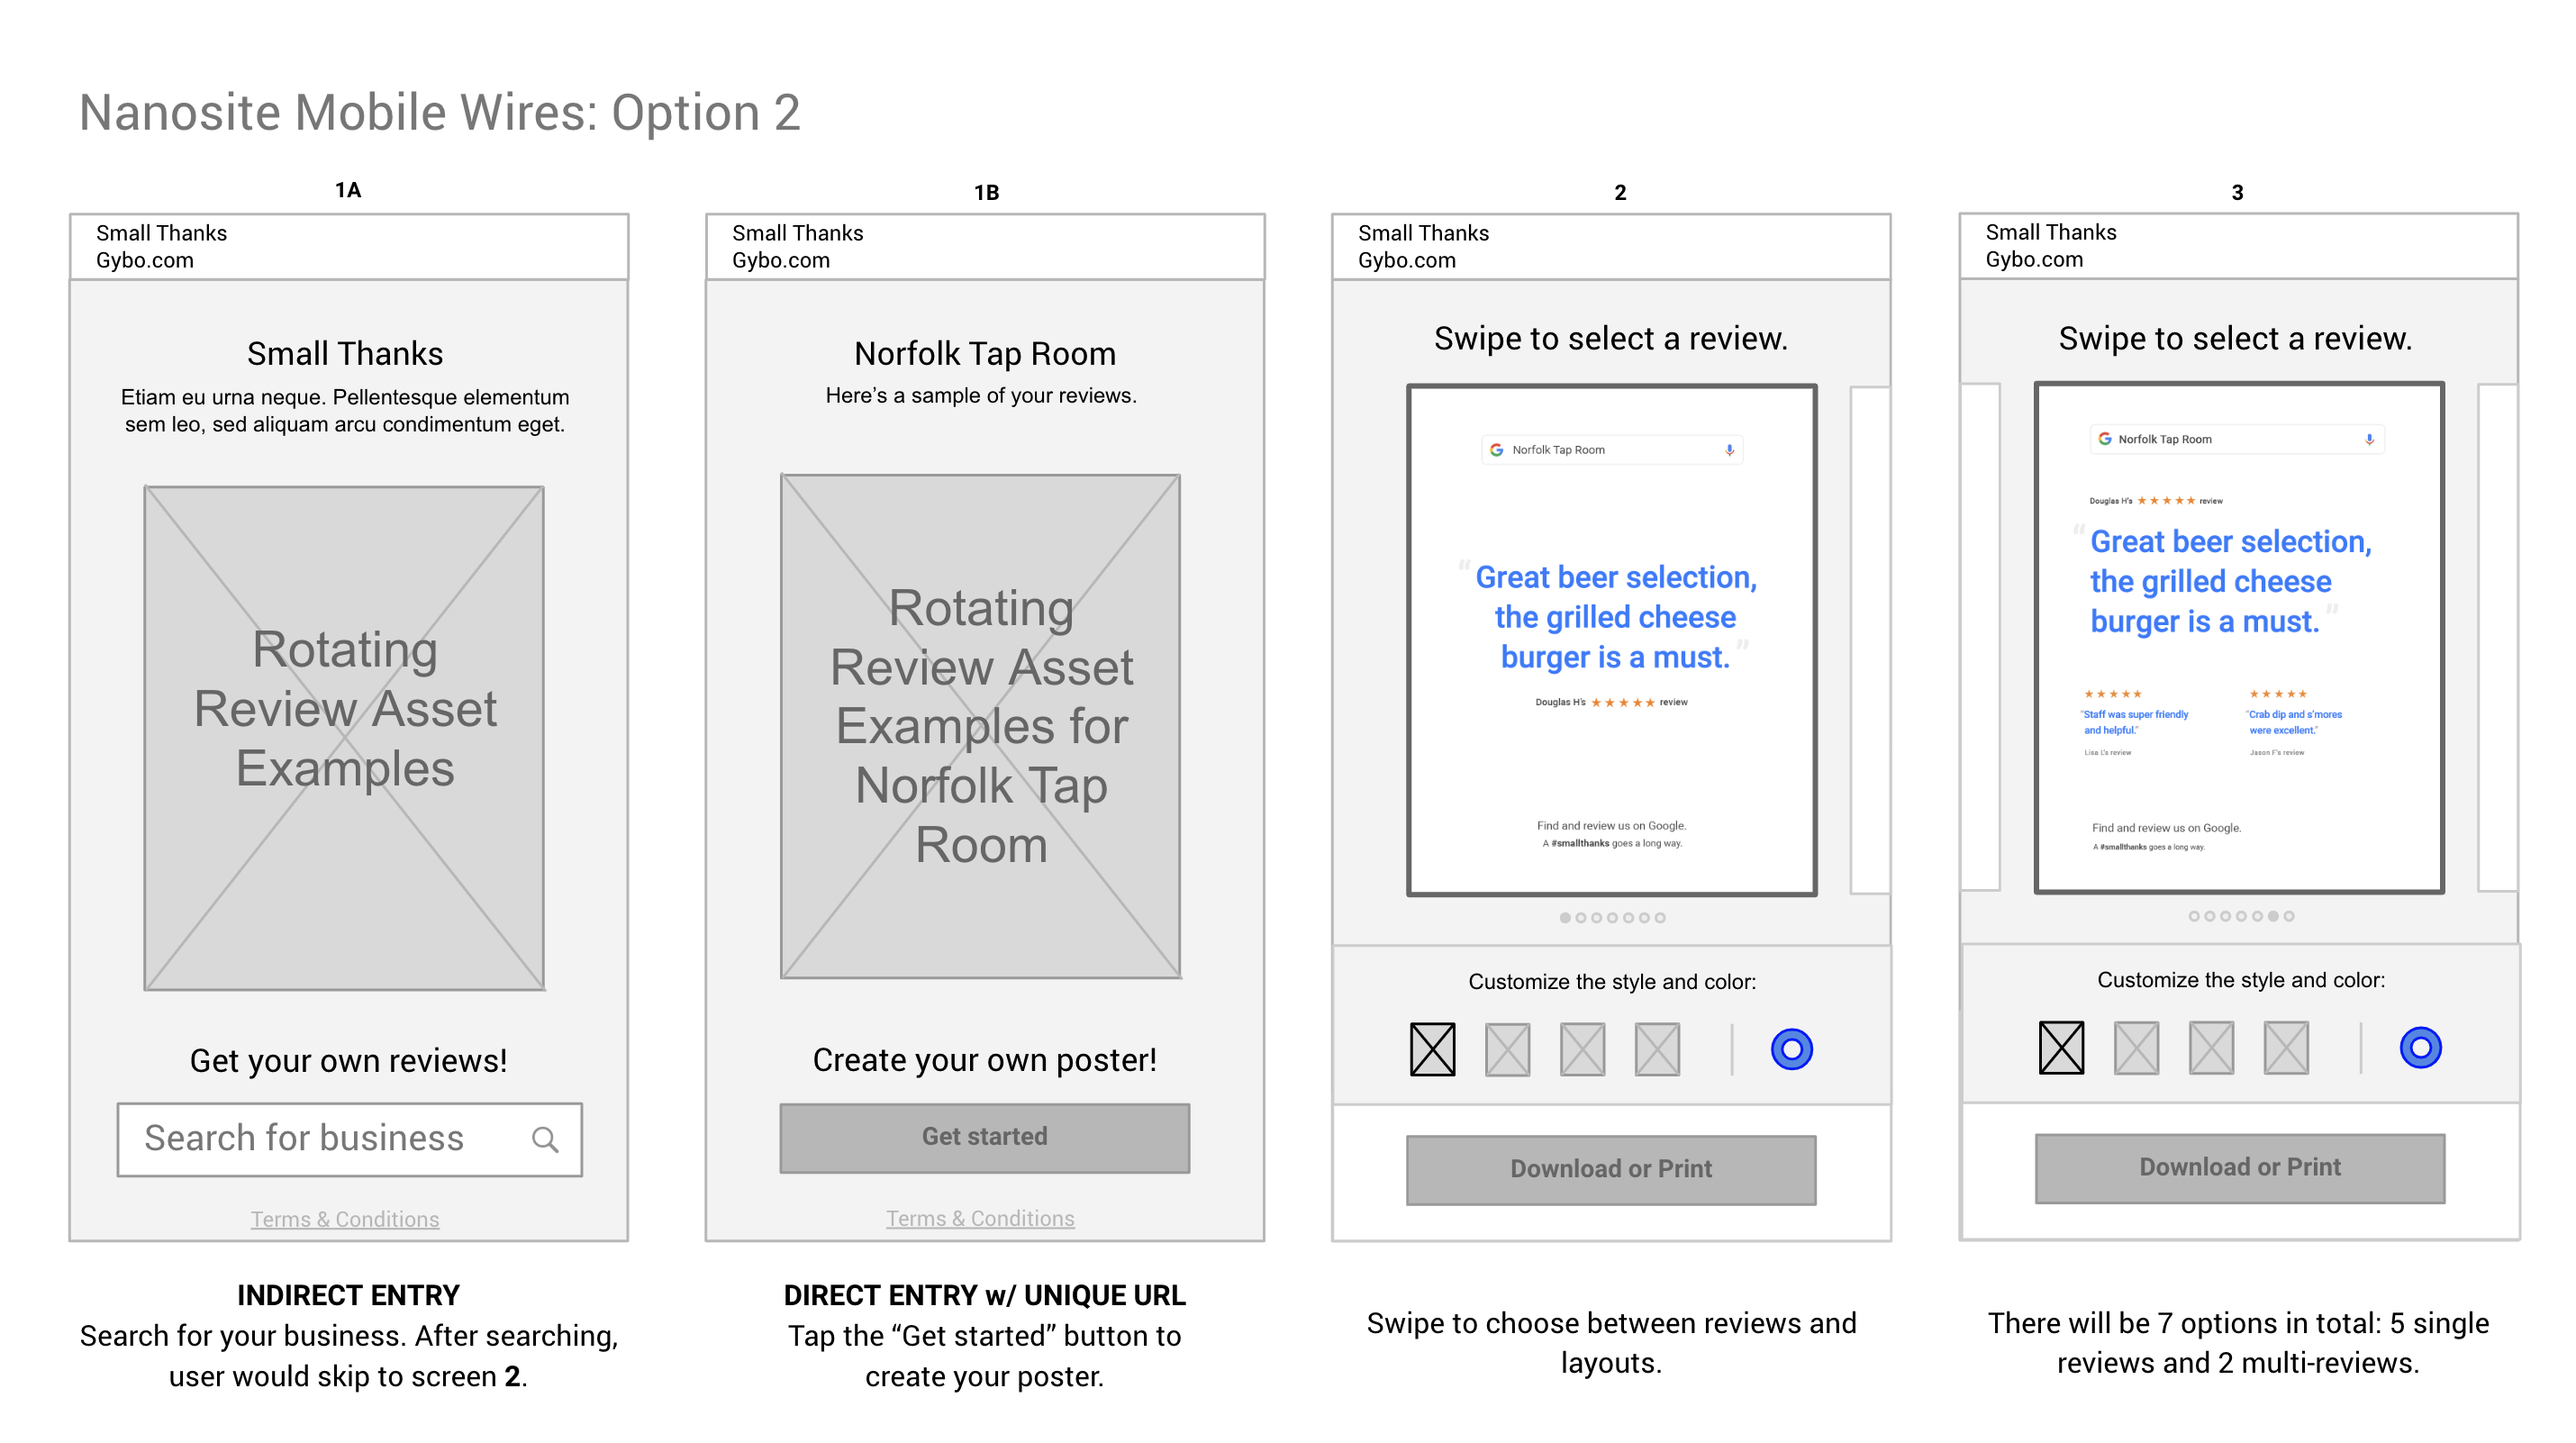 Nanosite Mobile Wires: Option 2
1A
Small Thanks
Gybo.com
Small Thanks
Etiam eu urna neque. Pellentesque elementum
sem leo, sed aliquam arcu condimentum eget.
Rotating
Review Asset
Examples
Get your own reviews!
Search for business
Terms & Conditions
INDIRECT ENTRY
Search for your business. After searching,
user would skip to screen 2.
1B
Small Thanks
Gybo.com
Norfolk Tap Room
Here’s a sample of your reviews.
Rotating
Review Asset
Examples for
Norfolk Tap
Room
Create your own poster!
Get started
Terms & Conditions
DIRECT ENTRY w/ UNIQUE URL
Tap the “Get started” button to
create your poster.
2
Small Thanks
Gybo.com
Swipe to select a review.
G Norfolk Tap Room
“Great beer selection,
the grilled cheese
burger is a must.”
Douglas H's ★★★★★ review
Find and review us on Google.
A #smallthanks goes a long way.
Customize the style and color:
Download or Print
Swipe to choose between reviews and
layouts.
3
Small Thanks
Gybo.com
Swipe to select a review.
G Norfolk Tap Room
Douglas H's ★★★★★ review
“Great beer selection,
the grilled cheese
burger is a must.”
★★★★★
"Staff was super friendly
and helpful."
Lisa L's review
★★★★★
"Crab dip and s'mores
were excellent."
Jason F's review
Find and review us on Google.
A #smallthanks goes a long way.
Customize the style and color:
Download or Print
There will be 7 options in total: 5 single
reviews and 2 multi-reviews.